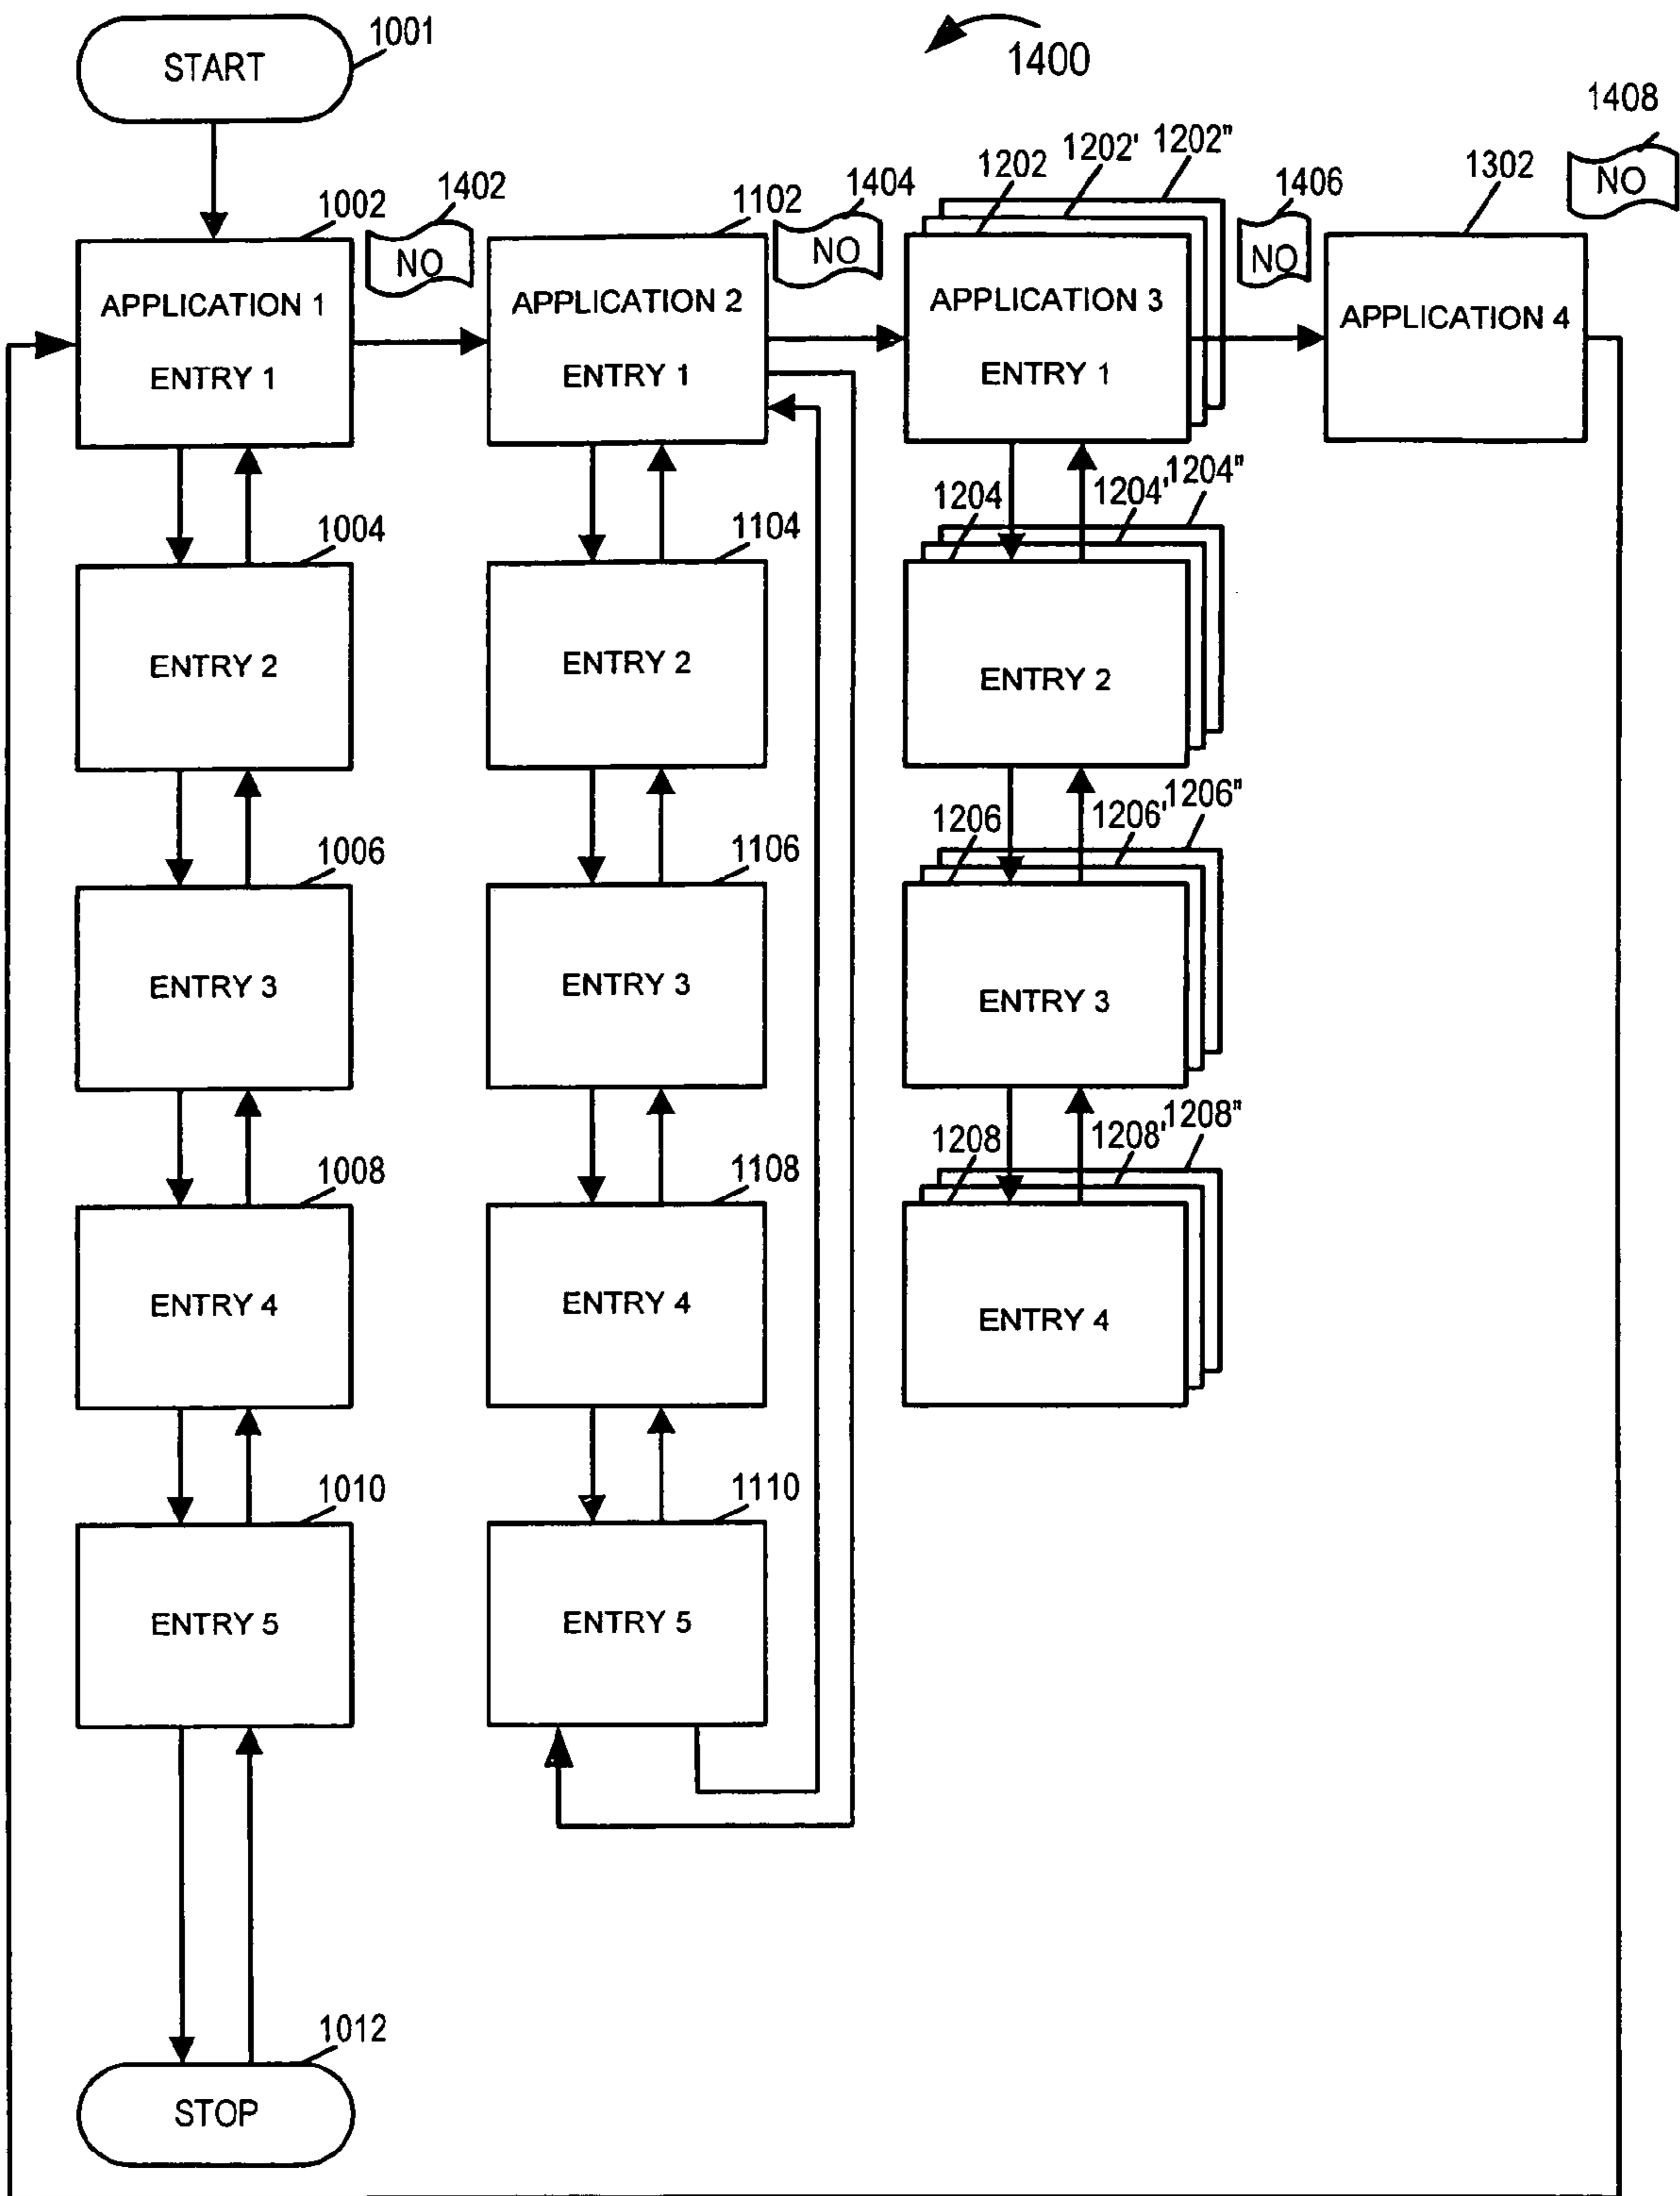 1001
START
1400
1408
NO
1002
1402
NO
1102
1404
NO
1202
1202'
1202"
1406
NO
1302
APPLICATION 1
ENTRY 1
APPLICATION 2
ENTRY 1
APPLICATION 3
ENTRY 1
APPLICATION 4
1004
ENTRY 2
1104
ENTRY 2
1204
1204'
1204"
ENTRY 2
1006
ENTRY 3
1106
ENTRY 3
1206
1206'
1206"
ENTRY 3
1008
ENTRY 4
1108
ENTRY 4
1208
1208'
1208"
ENTRY 4
1010
ENTRY 5
1110
ENTRY 5
1012
STOP